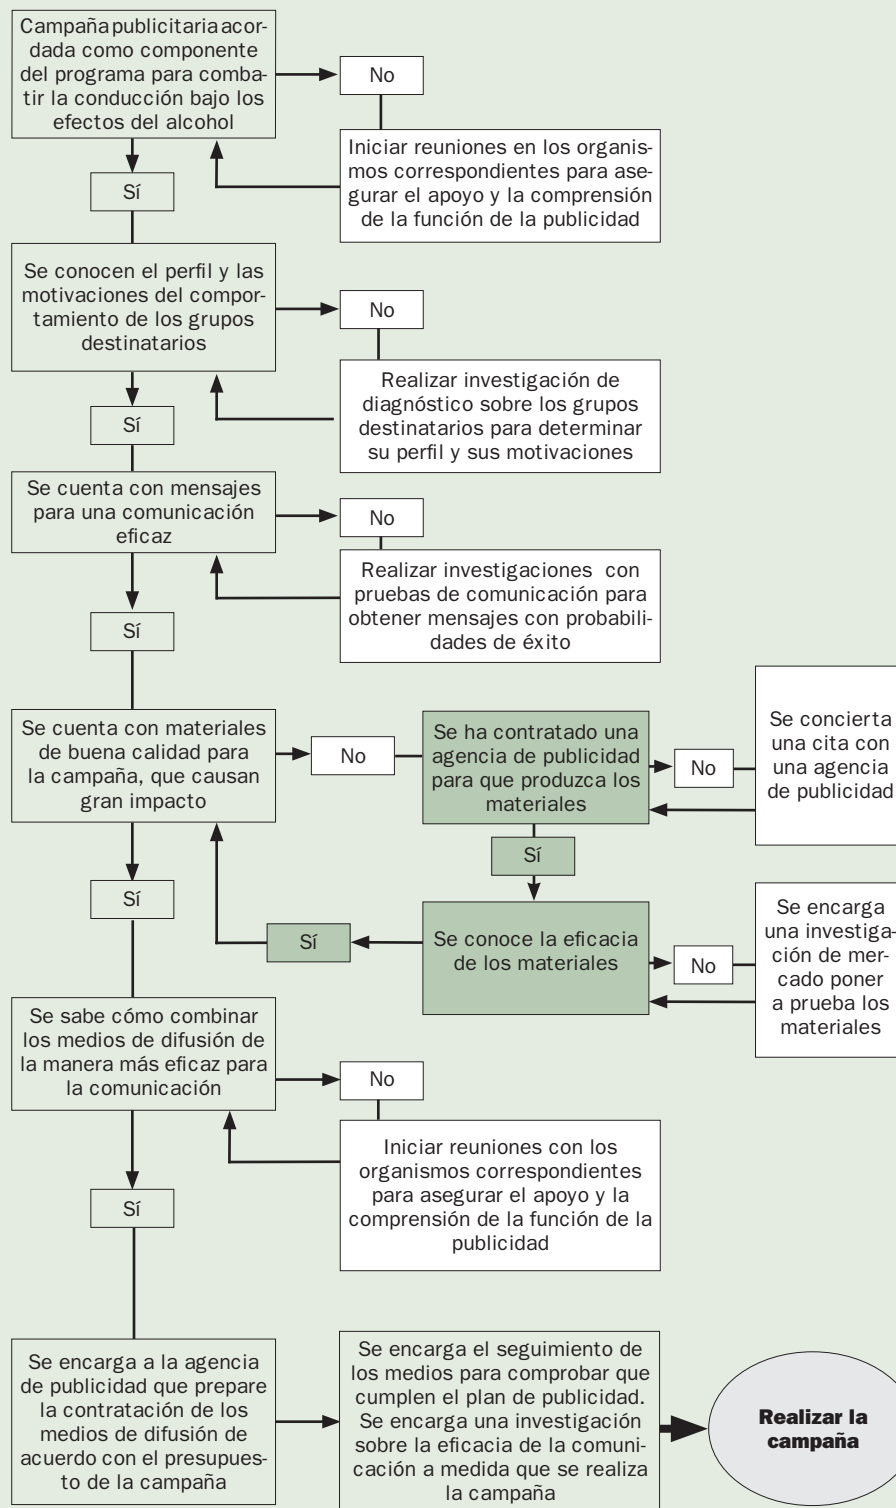 Campaña publicitaria acor-
dada como componente
del programa para comba-
tir la conducción bajo los
efectos del alcohol
No
Iniciar reuniones en los organis-
mos correspondientes para ase-
gurar el apoyo y la comprensión
de la función de la publicidad
Sí
Se conocen el perfil y las
motivaciones del compor-
tamiento de los grupos
destinatarios
No
Realizar investigación de
diagnóstico sobre los grupos
destinatarios para determinar
su perfil y sus motivaciones
Sí
Se cuenta con mensajes
para una comunicación
eficaz
No
Realizar investigaciones con
pruebas de comunicación para
obtener mensajes con probabili-
dades de éxito
Sí
Se cuenta con materiales
de buena calidad para
la campaña, que causan
gran impacto
No
Se ha contratado una
agencia de publicidad
para que produzca los
materiales
No
Se concierta
una cita con
una agencia
de publicidad
Sí
Se conoce la eficacia
de los materiales
No
Se encarga
una investiga-
ción de mer-
cado poner
a prueba los
materiales
Sí
Sí
Se sabe cómo combinar
los medios de difusión de
la manera más eficaz para
la comunicación
No
Iniciar reuniones con los
organismos correspondientes
para asegurar el apoyo y la
comprensión de la función de la
publicidad
Sí
Se encarga a la agencia
de publicidad que prepare
la contratación de los
medios de difusión de
acuerdo con el presupues-
to de la campaña
Se encarga el seguimiento de
los medios para comprobar que
cumplen el plan de publicidad.
Se encarga una investigación
sobre la eficacia de la comuni-
cación a medida que se realiza
la campaña
Realizar la
campaña